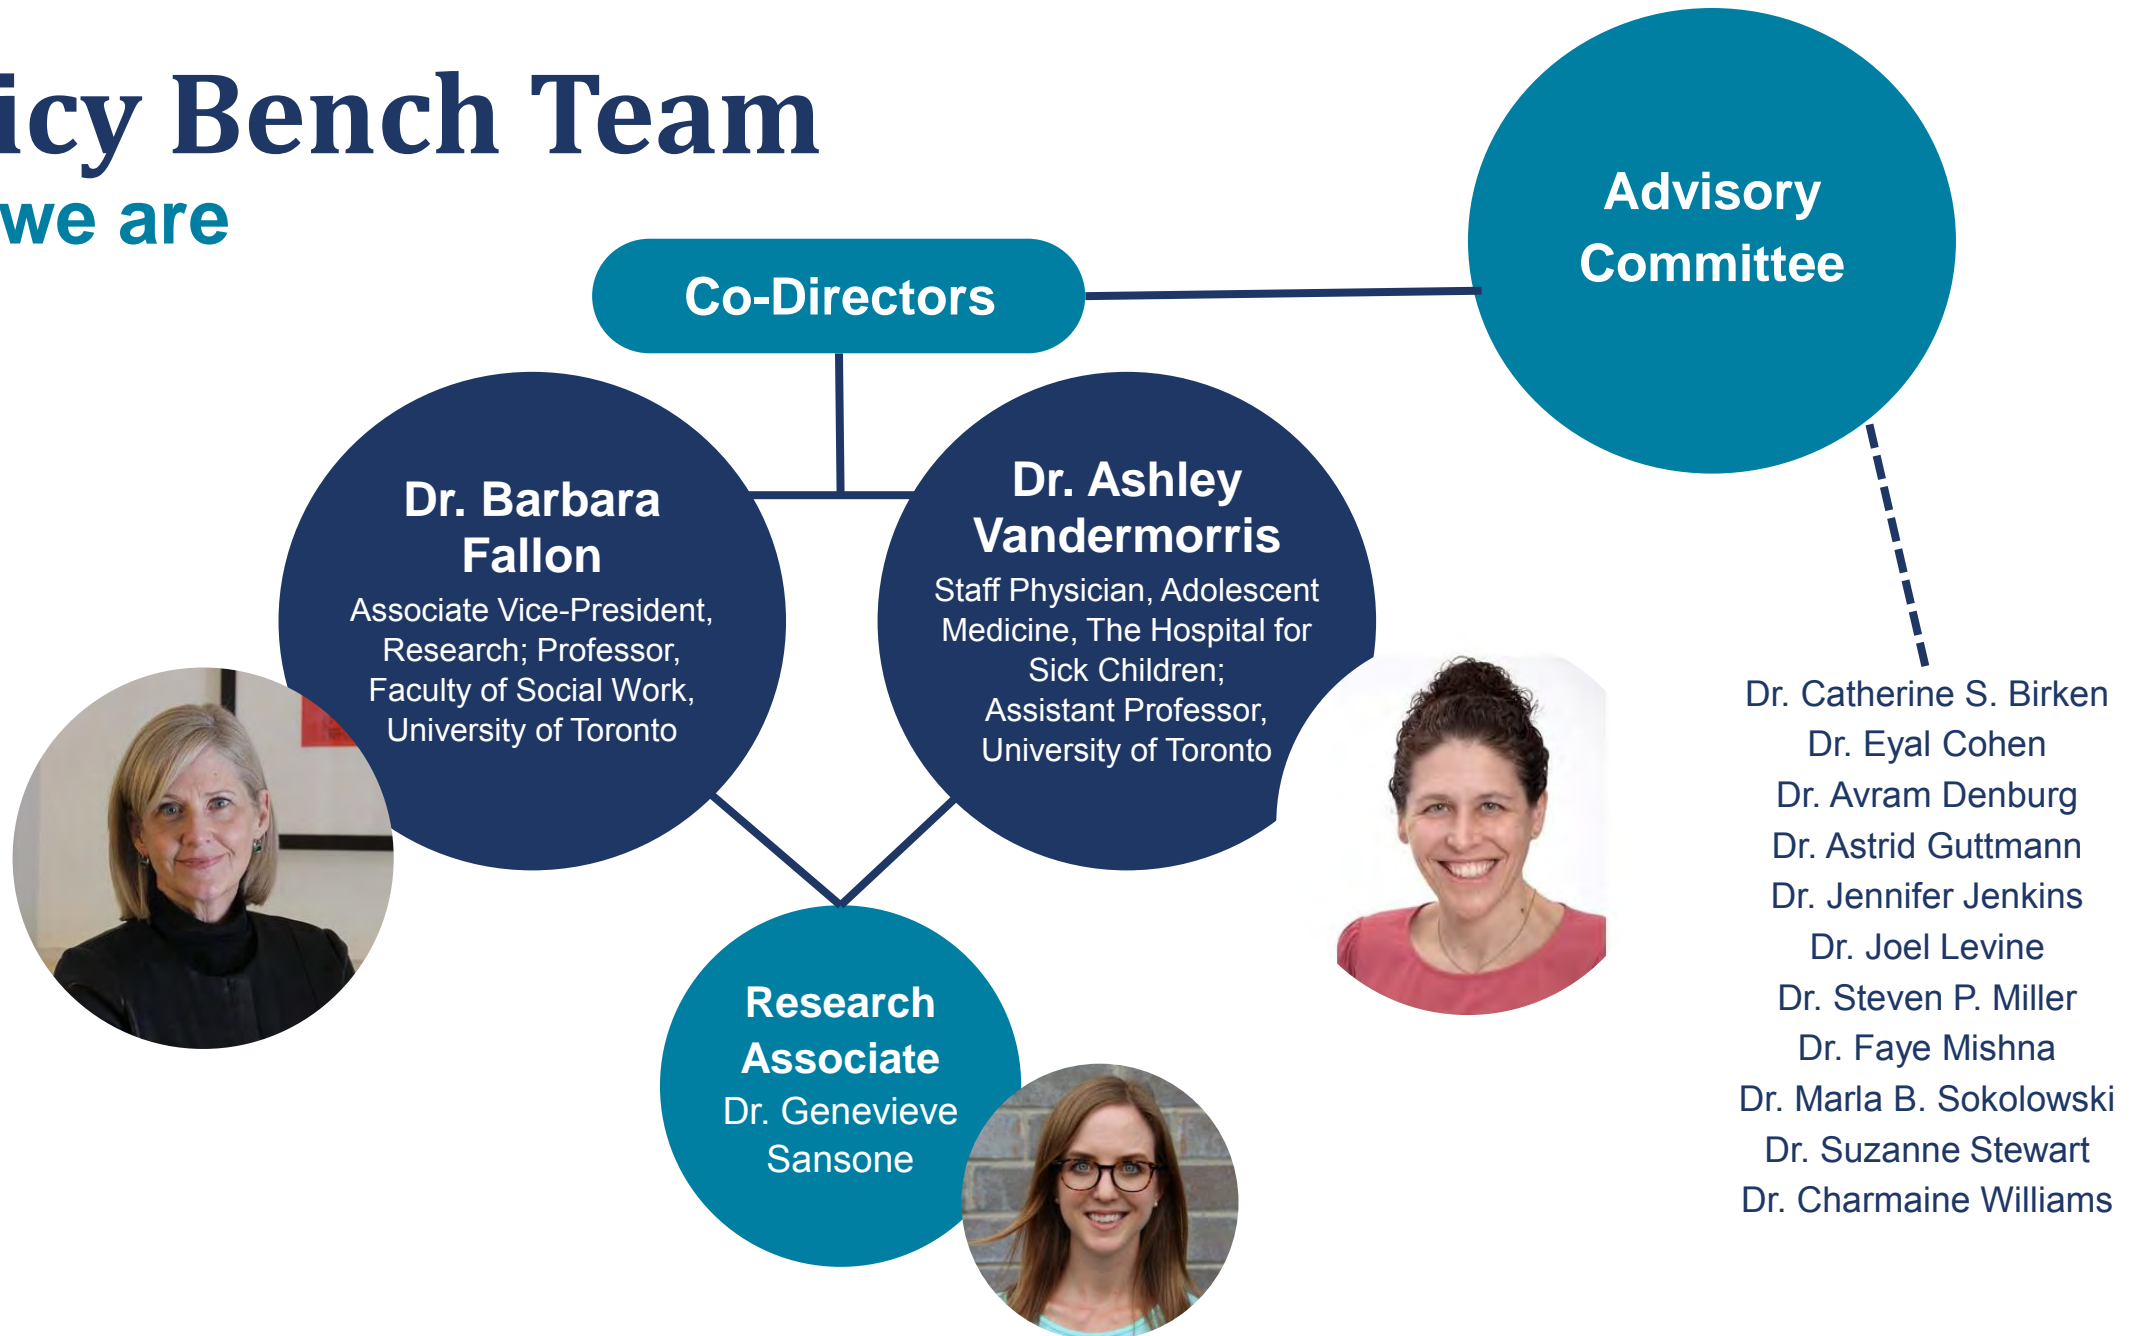 icy Bench Team
we are
Co-Directors
Advisory
Committee
Dr. Barbara
Fallon
Associate Vice-President,
Research; Professor,
Faculty of Social Work,
University of Toronto
Dr. Ashley
Vandermorris
Staff Physician, Adolescent
Medicine, The Hospital for
Sick Children;
Assistant Professor,
University of Toronto
Research
Associate
Dr. Genevieve
Sansone
Dr. Catherine S. Birken
Dr. Eyal Cohen
Dr. Avram Denburg
Dr. Astrid Guttmann
Dr. Jennifer Jenkins
Dr. Joel Levine
Dr. Steven P. Miller
Dr. Faye Mishna
Dr. Marla B. Sokolowski
Dr. Suzanne Stewart
Dr. Charmaine Williams